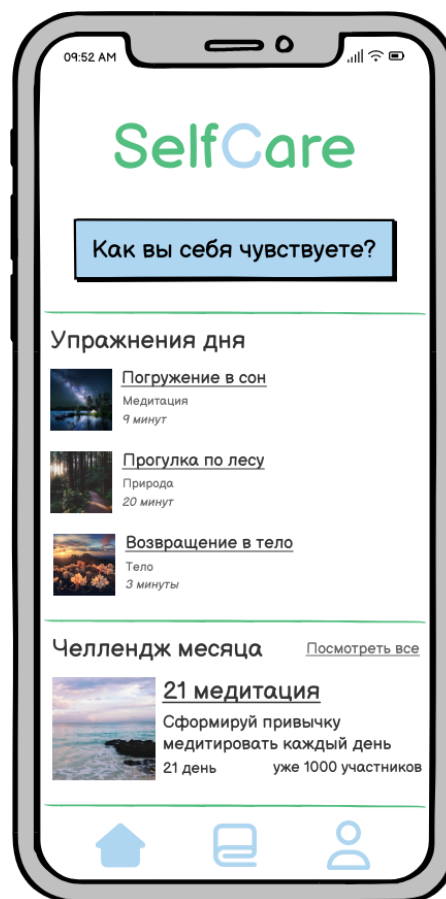 09:52 AM
SelfCare
Как вы себя чувствуете?
Упражнения дня
Погружение в сон
Медитация
9 минут
Прогулка по лесу
Природа
20 минут
Возвращение в тело
Тело
3 минуты
Челлендж месяца
Посмотреть все
21 медитация
Сформируй привычку
медитировать каждый день
21 день
уже 1000 участников